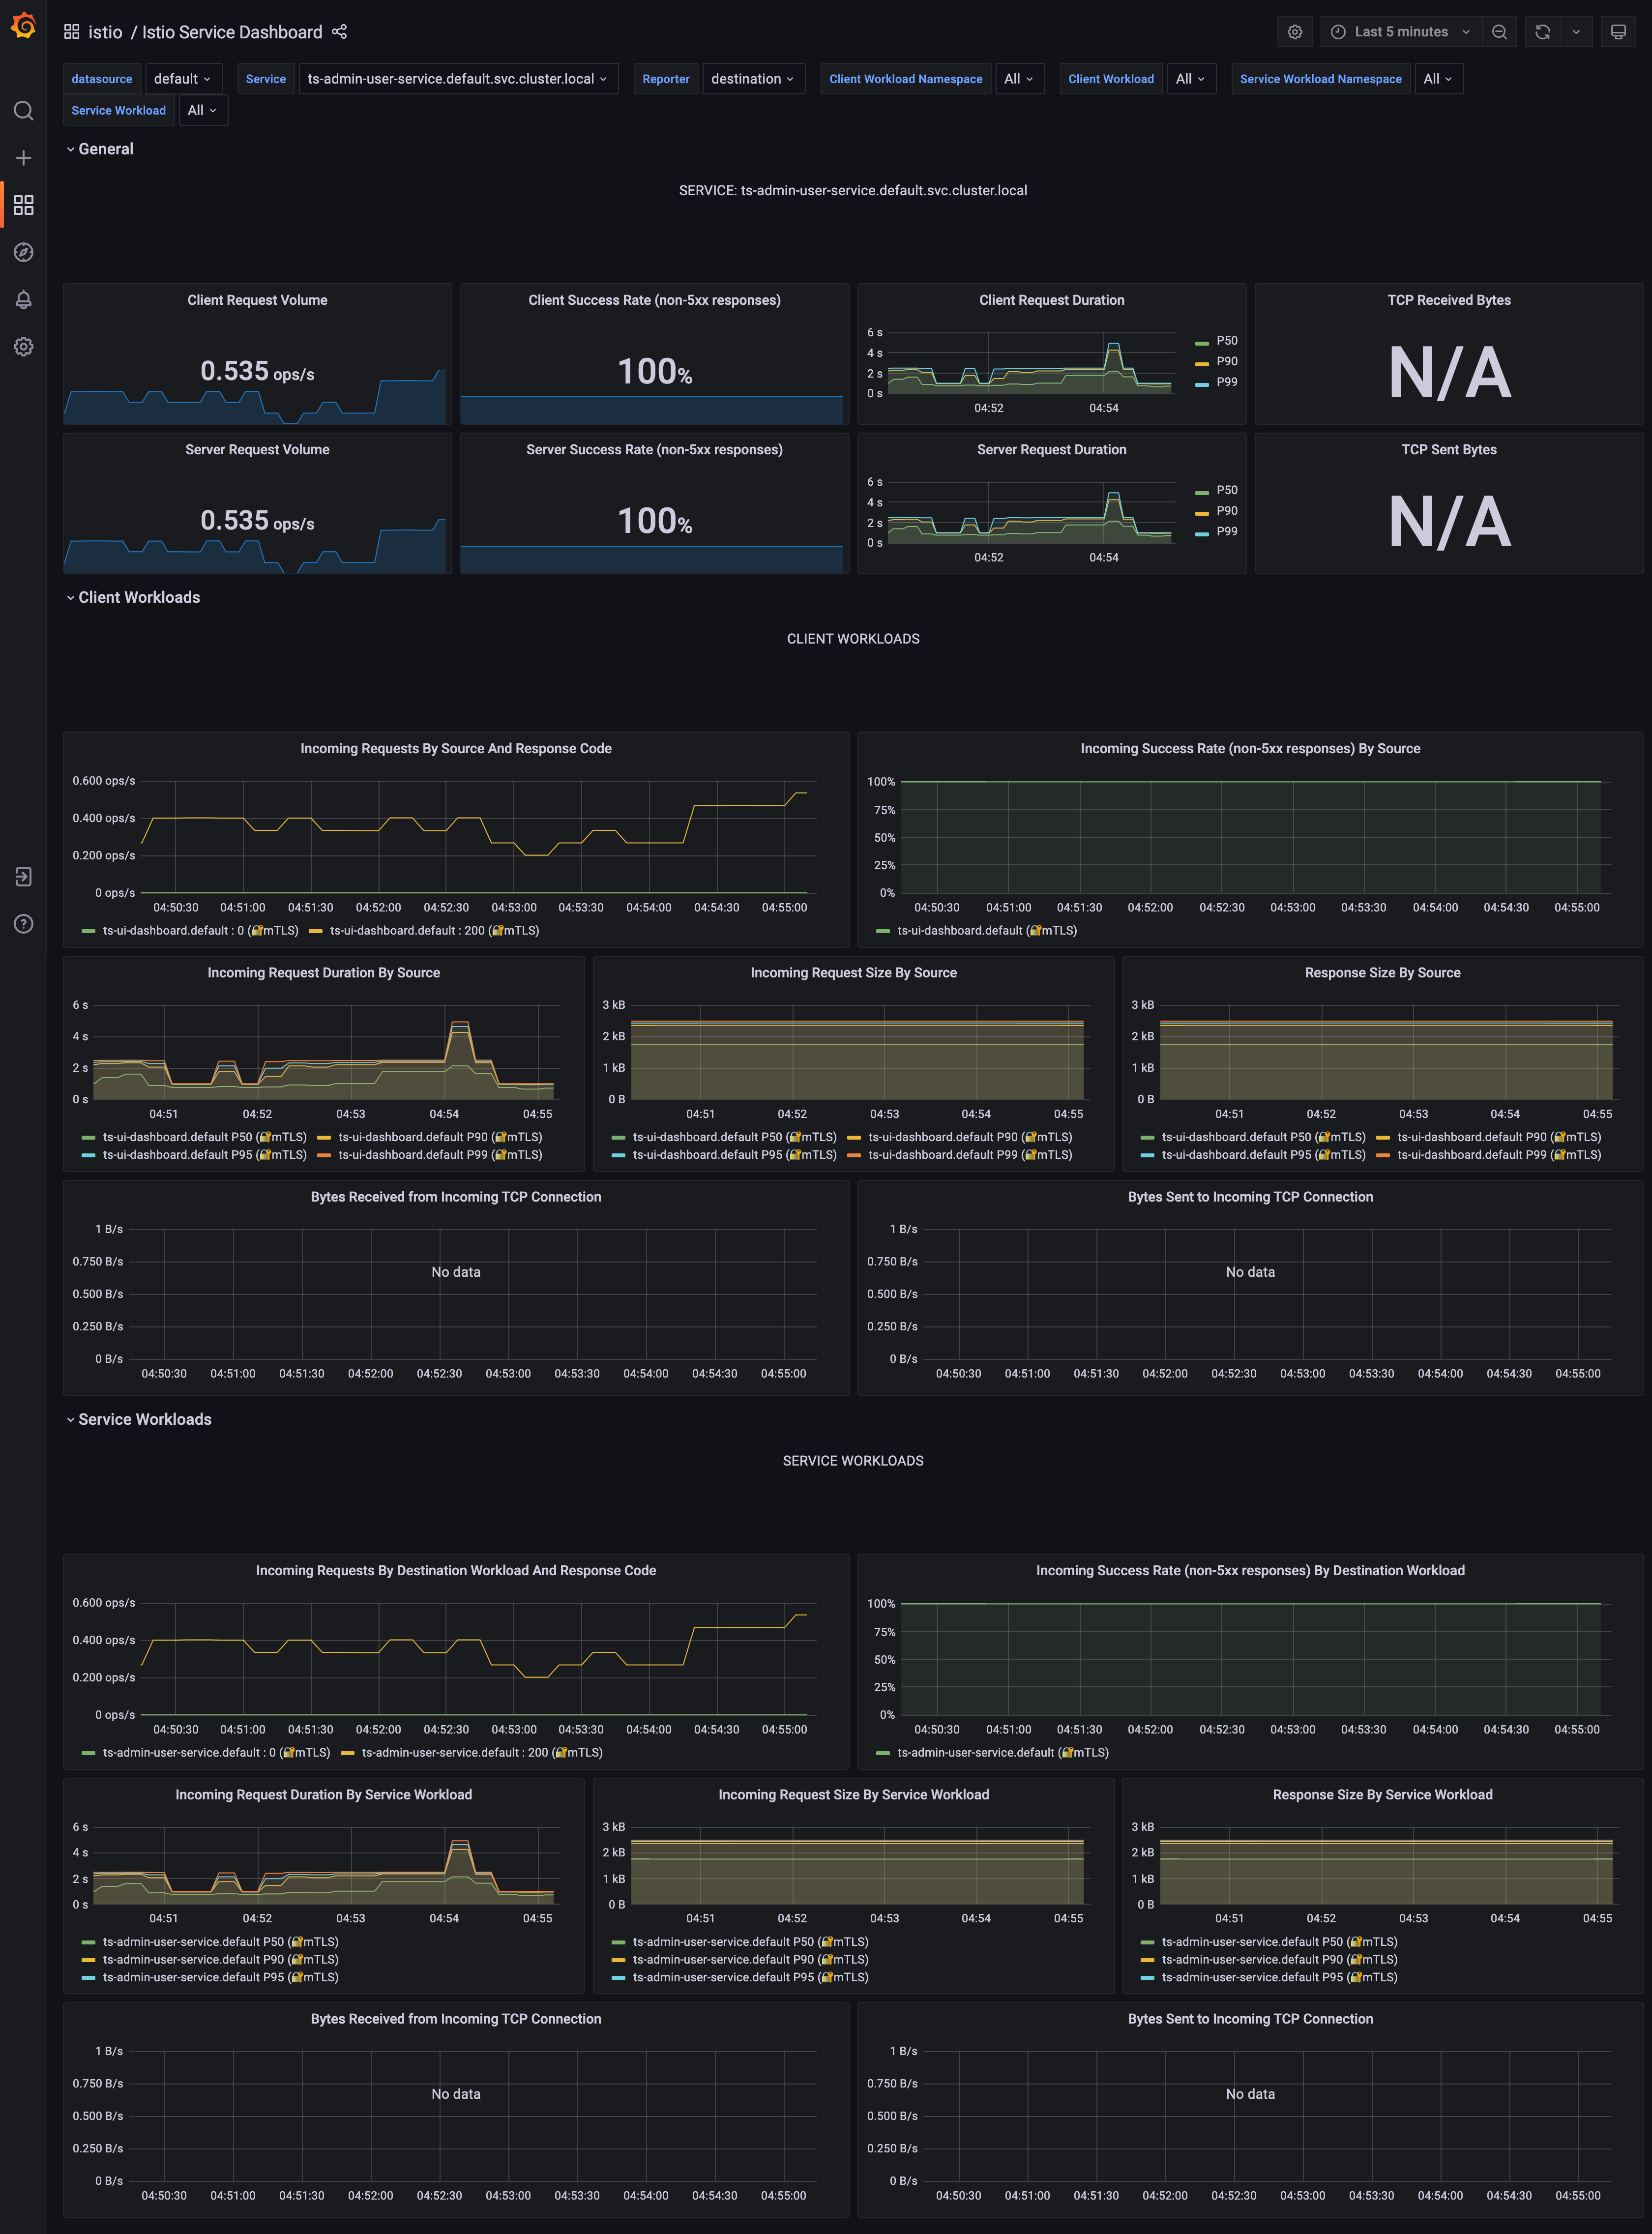 istio / Istio Service Dashboard Last 5 minutes
datasource default Service ts-admin-user-service.default.svc.cluster.local Reporter destination Client Workload Namespace All Client Workload All Service Workload Namespace All
Service Workload All
General
SERVICE: ts-admin-user-service.default.svc.cluster.local
Client Request Volume
0.535 ops/s
Client Success Rate (non-5xx responses)
100%
Client Request Duration
6 s
4 s
2 s
0 s
04:52 04:54
P50
P90
P99
TCP Received Bytes
N/A
Server Request Volume
0.535 ops/s
Server Success Rate (non-5xx responses)
100%
Server Request Duration
6 s
4 s
2 s
0 s
04:52 04:54
P50
P90
P99
TCP Sent Bytes
N/A
Client Workloads
CLIENT WORKLOADS
Incoming Requests By Source And Response Code
0.600 ops/s
0.400 ops/s
0.200 ops/s
0 ops/s
04:50:30 04:51:00 04:51:30 04:52:00 04:52:30 04:53:00 04:53:30 04:54:00 04:54:30 04:55:00
ts-ui-dashboard.default : 0 (🔐mTLS) ts-ui-dashboard.default : 200 (🔐mTLS)
Incoming Success Rate (non-5xx responses) By Source
100%
75%
50%
25%
0%
04:50:30 04:51:00 04:51:30 04:52:00 04:52:30 04:53:00 04:53:30 04:54:00 04:54:30 04:55:00
ts-ui-dashboard.default (🔐mTLS)
Incoming Request Duration By Source
6 s
4 s
2 s
0 s
04:51 04:52 04:53 04:54 04:55
ts-ui-dashboard.default P50 (🔐mTLS) ts-ui-dashboard.default P90 (🔐mTLS)
ts-ui-dashboard.default P95 (🔐mTLS) ts-ui-dashboard.default P99 (🔐mTLS)
Incoming Request Size By Source
3 kB
2 kB
1 kB
0 B
04:51 04:52 04:53 04:54 04:55
ts-ui-dashboard.default P50 (🔐mTLS) ts-ui-dashboard.default P90 (🔐mTLS)
ts-ui-dashboard.default P95 (🔐mTLS) ts-ui-dashboard.default P99 (🔐mTLS)
Response Size By Source
3 kB
2 kB
1 kB
0 B
04:51 04:52 04:53 04:54 04:55
ts-ui-dashboard.default P50 (🔐mTLS) ts-ui-dashboard.default P90 (🔐mTLS)
ts-ui-dashboard.default P95 (🔐mTLS) ts-ui-dashboard.default P99 (🔐mTLS)
Bytes Received from Incoming TCP Connection
1 B/s
0.750 B/s
No data
0.500 B/s
0.250 B/s
0 B/s
04:50:30 04:51:00 04:51:30 04:52:00 04:52:30 04:53:00 04:53:30 04:54:00 04:54:30 04:55:00
Bytes Sent to Incoming TCP Connection
1 B/s
0.750 B/s
No data
0.500 B/s
0.250 B/s
0 B/s
04:50:30 04:51:00 04:51:30 04:52:00 04:52:30 04:53:00 04:53:30 04:54:00 04:54:30 04:55:00
Service Workloads
SERVICE WORKLOADS
Incoming Requests By Destination Workload And Response Code
0.600 ops/s
0.400 ops/s
0.200 ops/s
0 ops/s
04:50:30 04:51:00 04:51:30 04:52:00 04:52:30 04:53:00 04:53:30 04:54:00 04:54:30 04:55:00
ts-admin-user-service.default : 0 (🔐mTLS) ts-admin-user-service.default : 200 (🔐mTLS)
Incoming Success Rate (non-5xx responses) By Destination Workload
100%
75%
50%
25%
0%
04:50:30 04:51:00 04:51:30 04:52:00 04:52:30 04:53:00 04:53:30 04:54:00 04:54:30 04:55:00
ts-admin-user-service.default (🔐mTLS)
Incoming Request Duration By Service Workload
6 s
4 s
2 s
0 s
04:51 04:52 04:53 04:54 04:55
ts-admin-user-service.default P50 (🔐mTLS)
ts-admin-user-service.default P90 (🔐mTLS)
ts-admin-user-service.default P95 (🔐mTLS)
Incoming Request Size By Service Workload
3 kB
2 kB
1 kB
0 B
04:51 04:52 04:53 04:54 04:55
ts-admin-user-service.default P50 (🔐mTLS)
ts-admin-user-service.default P90 (🔐mTLS)
ts-admin-user-service.default P95 (🔐mTLS)
Response Size By Service Workload
3 kB
2 kB
1 kB
0 B
04:51 04:52 04:53 04:54 04:55
ts-admin-user-service.default P50 (🔐mTLS)
ts-admin-user-service.default P90 (🔐mTLS)
ts-admin-user-service.default P95 (🔐mTLS)
Bytes Received from Incoming TCP Connection
1 B/s
0.750 B/s
No data
0.500 B/s
0.250 B/s
0 B/s
04:50:30 04:51:00 04:51:30 04:52:00 04:52:30 04:53:00 04:53:30 04:54:00 04:54:30 04:55:00
Bytes Sent to Incoming TCP Connection
1 B/s
0.750 B/s
No data
0.500 B/s
0.250 B/s
0 B/s
04:50:30 04:51:00 04:51:30 04:52:00 04:52:30 04:53:00 04:53:30 04:54:00 04:54:30 04:55:00